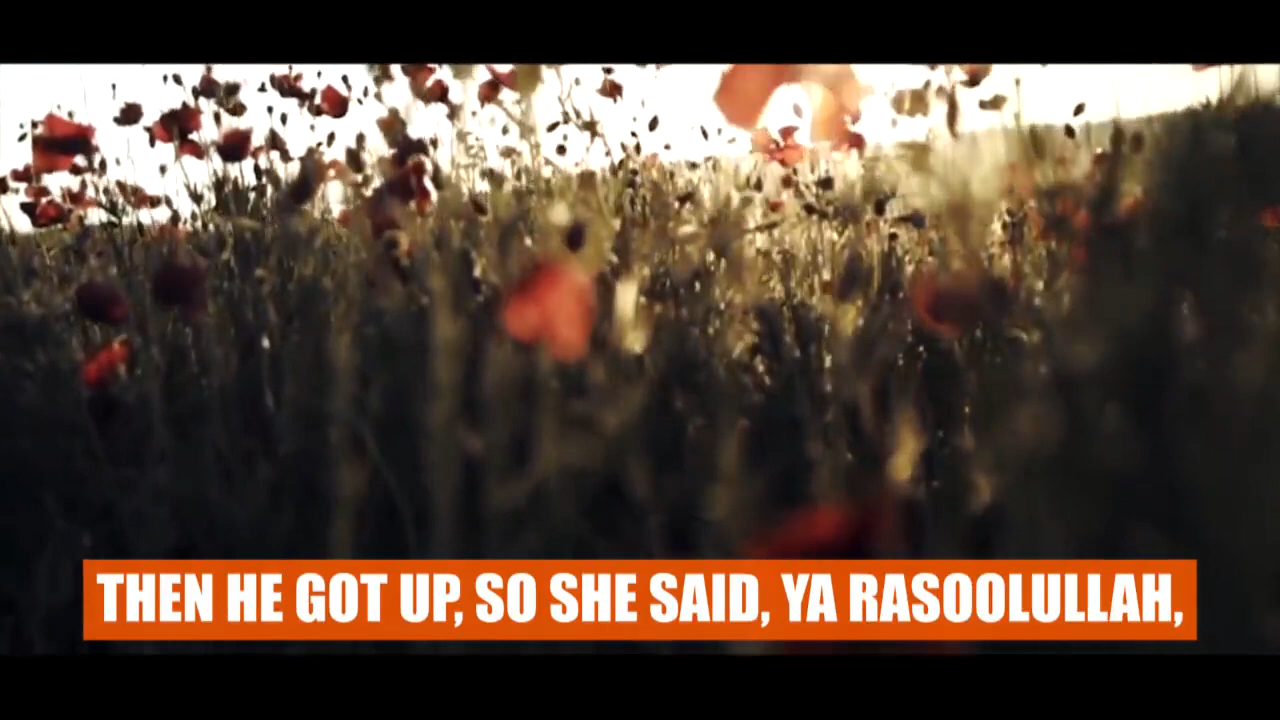 THEN HE GOT UP, SO SHE SAID, YA RASOOLULLAH,